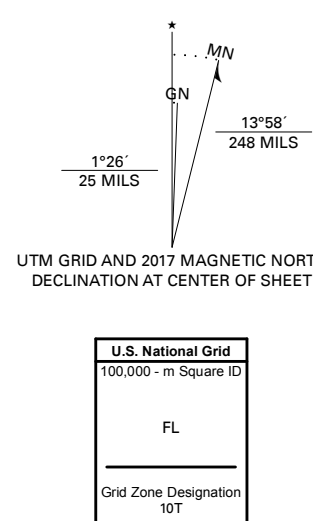 ★
MN
GN
13°58´
248 MILS
1°26´
25 MILS
UTM GRID AND 2017 MAGNETIC NORT
DECLINATION AT CENTER OF SHEET
U.S. National Grid
100,000 - m Square ID
FL
Grid Zone Designation
10T